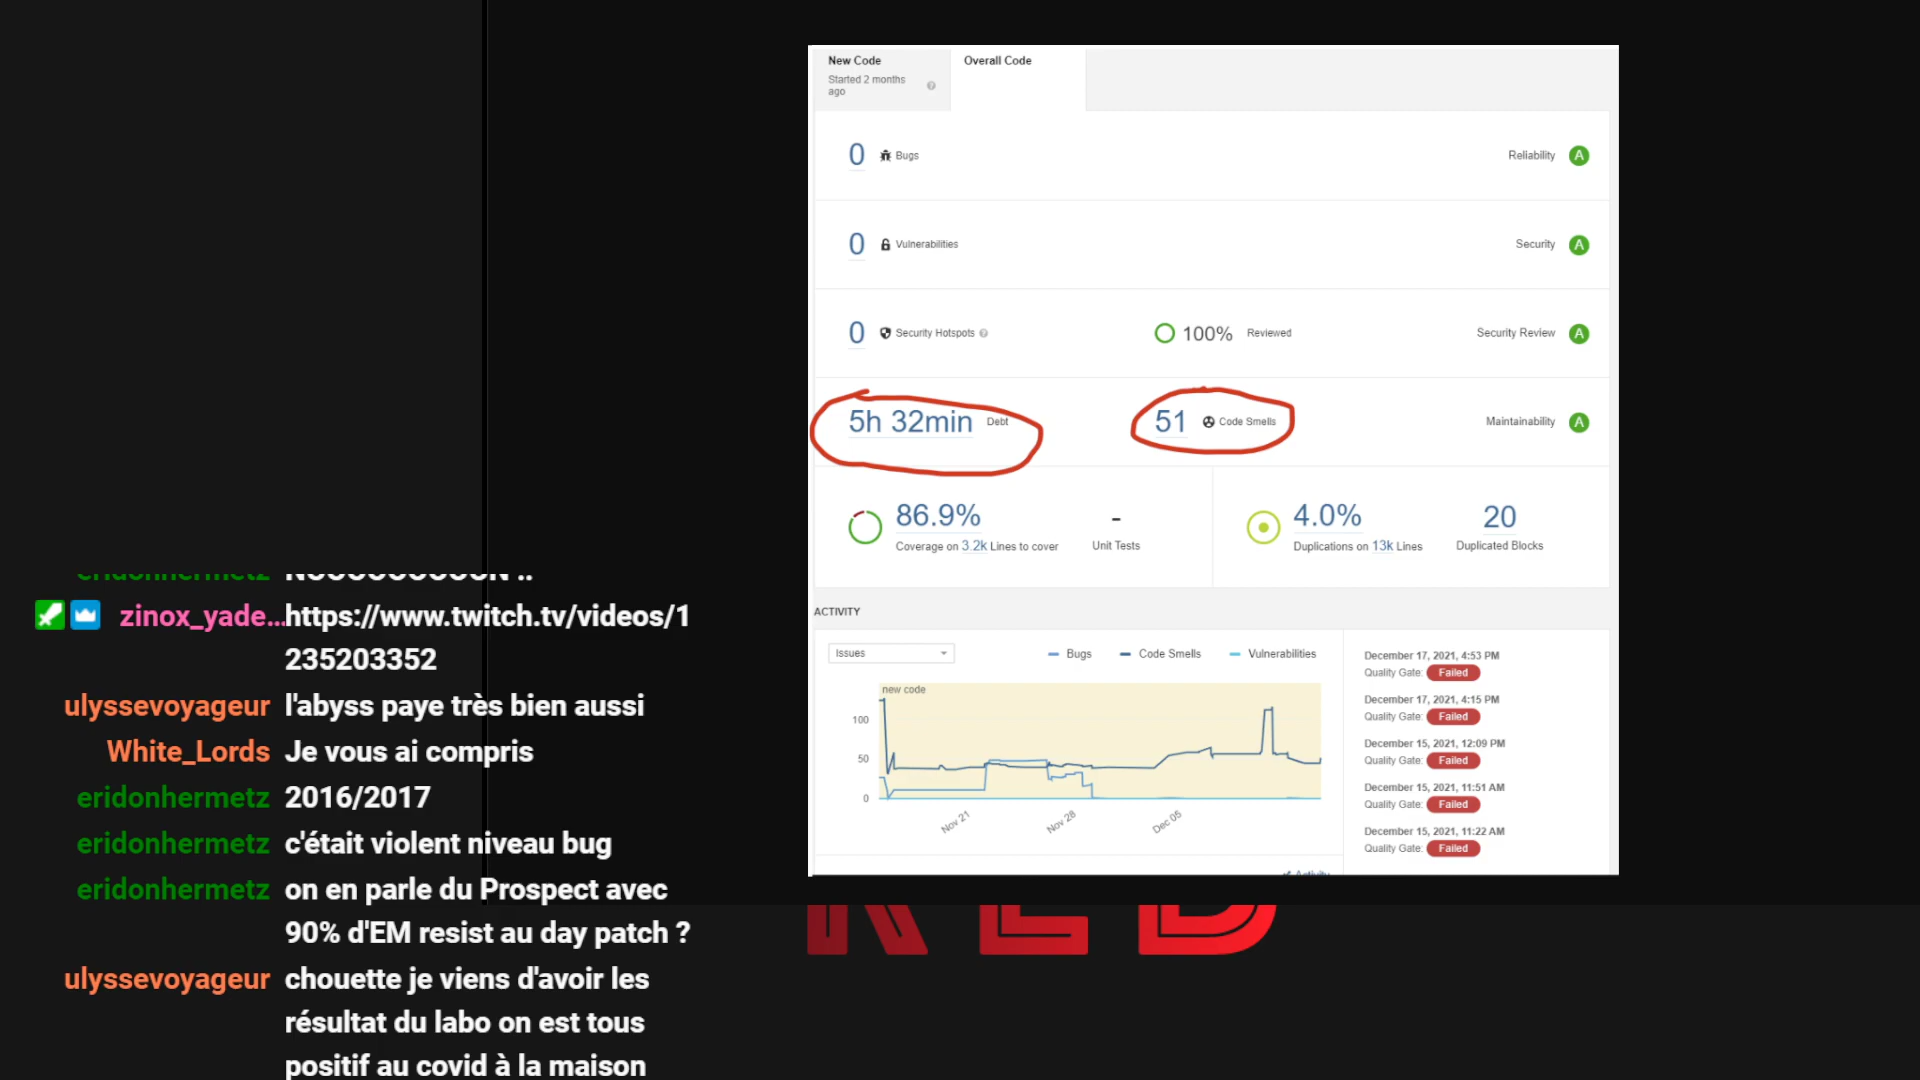 New Code
Started 2 months
ago
Overall Code
0 Bugs
Reliability A
0 Vulnerabilities
Security A
0 Security Hotspots
100% Reviewed
Security Review A
5h 32min Debt
51 Code Smells
Maintainability A
86.9%
Coverage on 3.2k Lines to cover
-
Unit Tests
4.0%
Duplications on 13k Lines
20
Duplicated Blocks
ACTIVITY
Issues
Bugs Code Smells Vulnerabilities
new code
100
50
0
Nov 21
Nov 28
Dec 05
December 17, 2021, 4:53 PM
Quality Gate: Failed
December 17, 2021, 4:15 PM
Quality Gate: Failed
December 15, 2021, 12:09 PM
Quality Gate: Failed
December 15, 2021, 11:51 AM
Quality Gate: Failed
December 15, 2021, 11:22 AM
Quality Gate: Failed
Activity
eridonhermetz
zinox_yade... https://www.twitch.tv/videos/1
235203352
ulyssevoyageur l'abyss paye très bien aussi
White_Lords Je vous ai compris
eridonhermetz 2016/2017
eridonhermetz c'était violent niveau bug
eridonhermetz on en parle du Prospect avec
90% d'EM resist au day patch ?
ulyssevoyageur chouette je viens d'avoir les
résultat du labo on est tous
positif au covid à la maison
RED